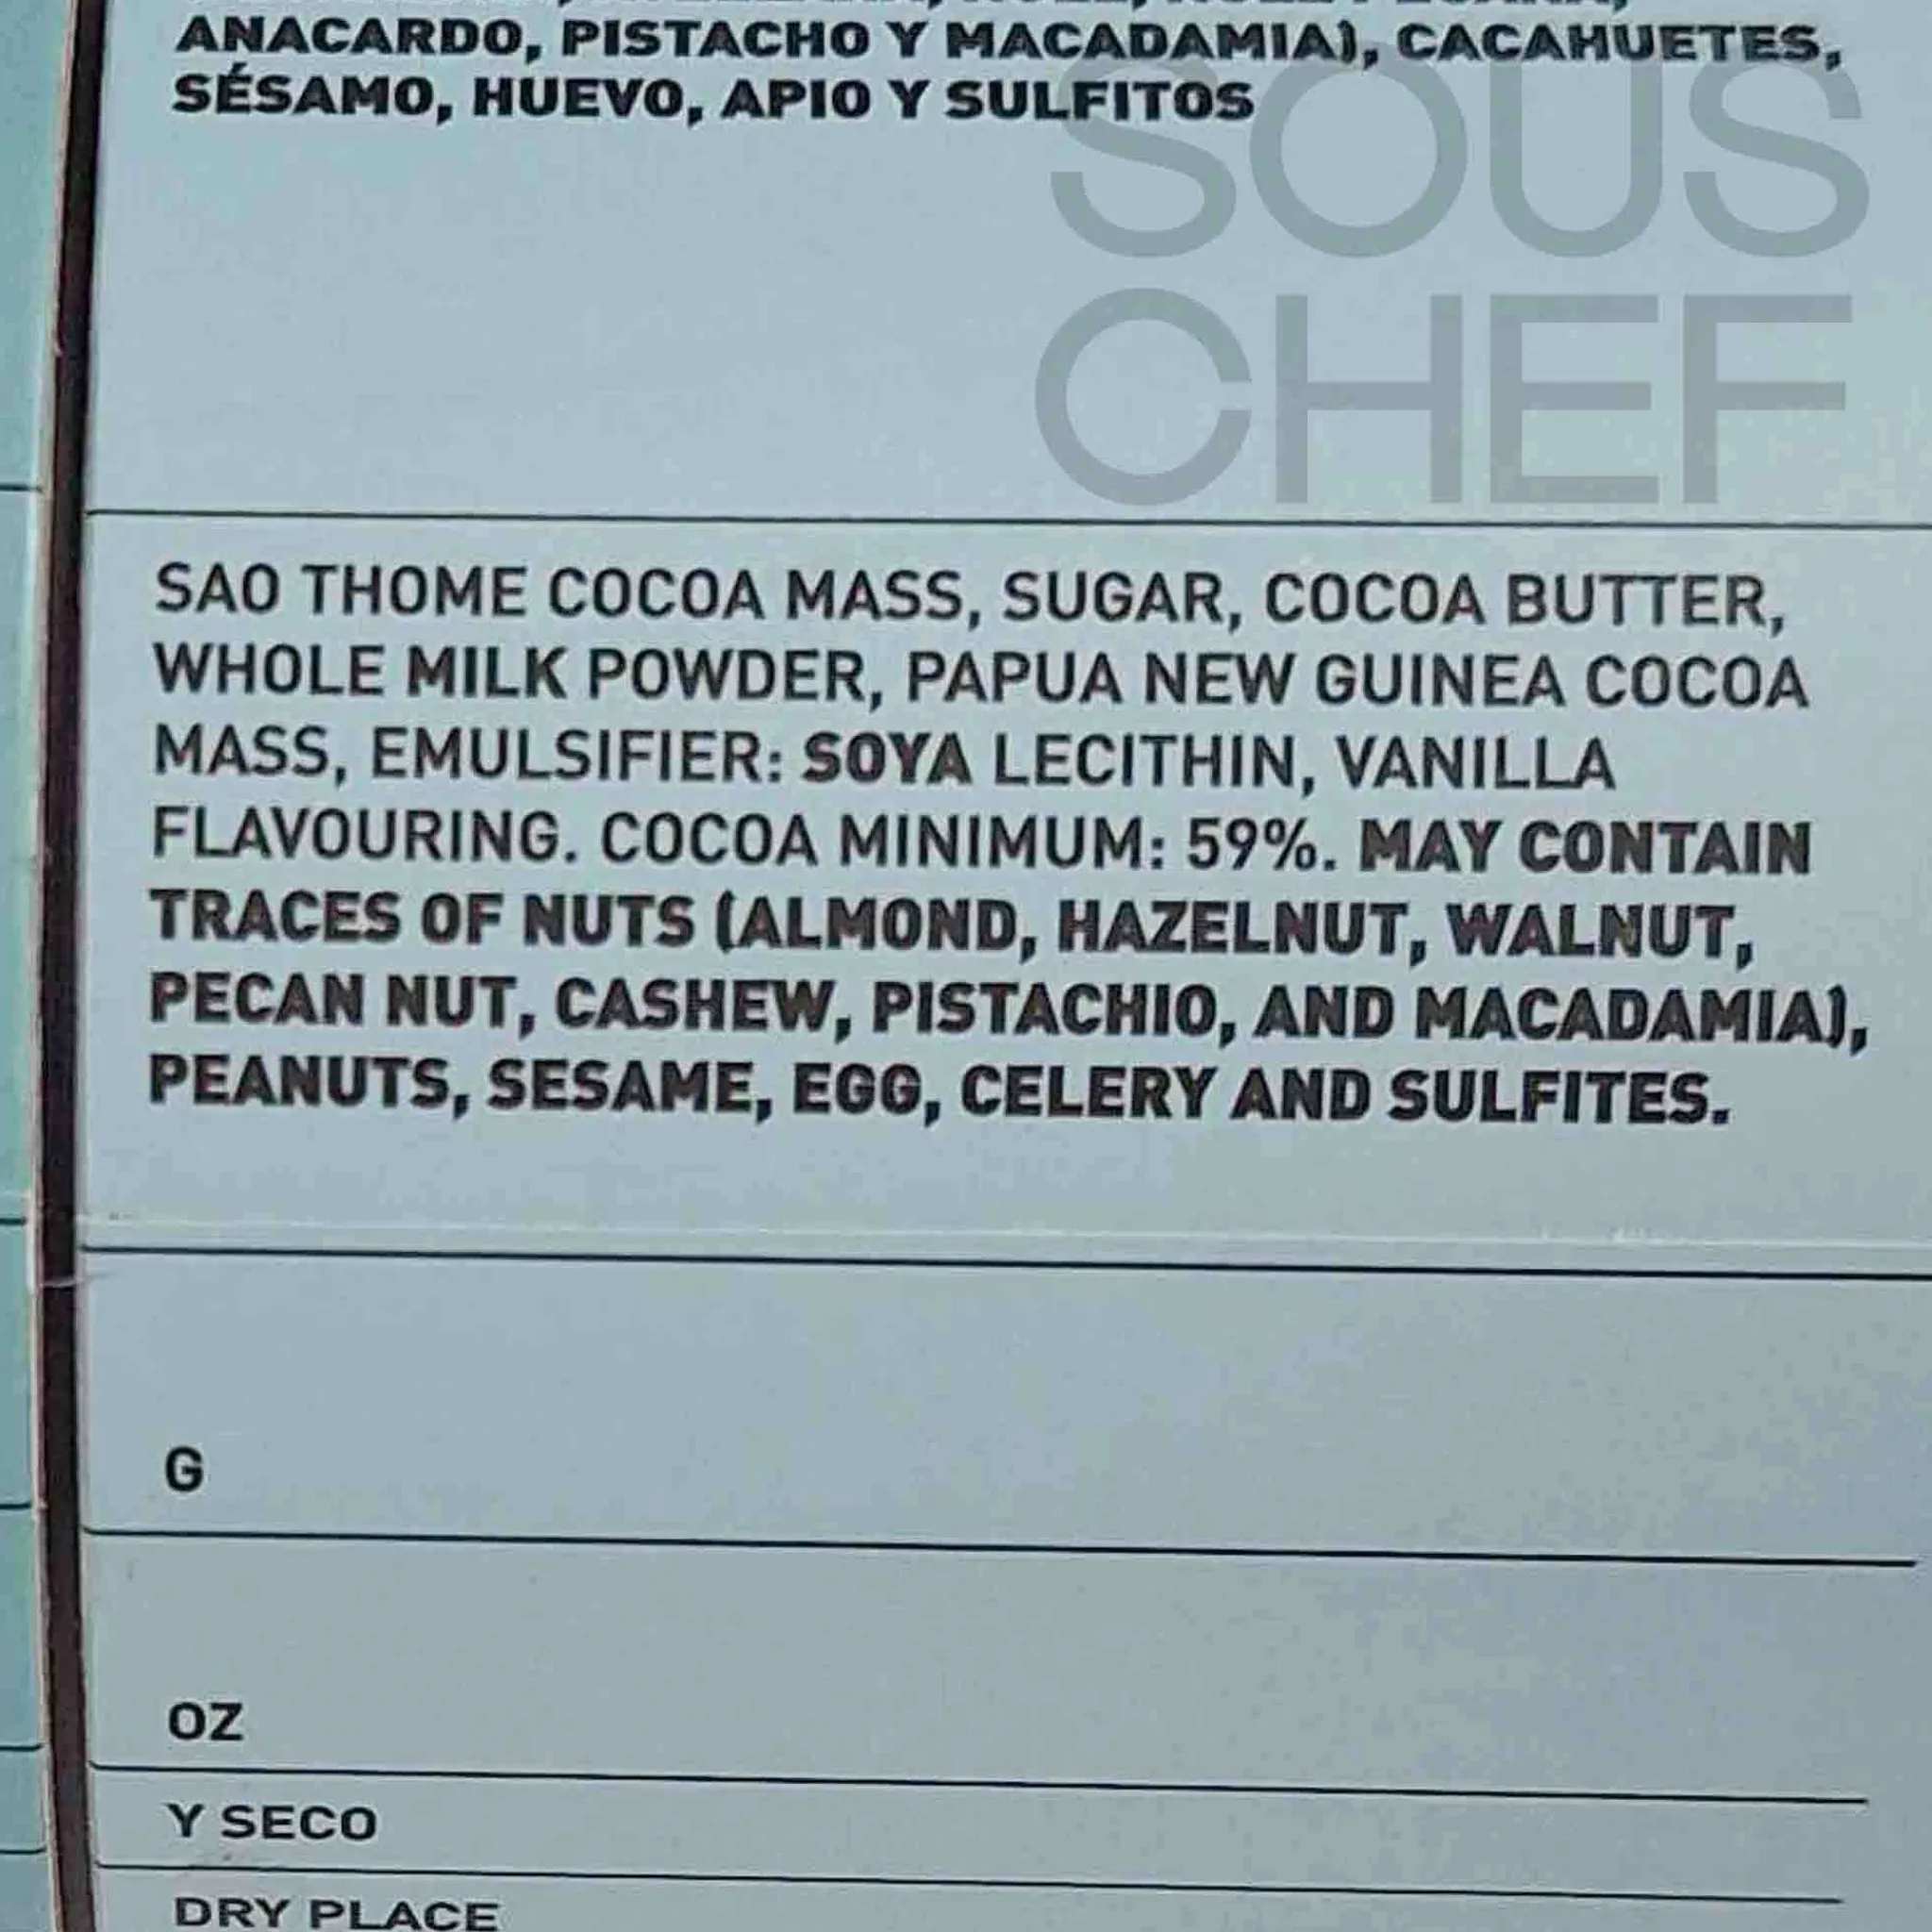 ANACARDO, PISTACHO Y MACADAMIA), CACAHUETES,
SÉSAMO, HUEVO, APIO Y SULFITOS
SOUS
CHEF
SAO THOME COCOA MASS, SUGAR, COCOA BUTTER,
WHOLE MILK POWDER, PAPUA NEW GUINEA COCOA
MASS, EMULSIFIER: SOYA LECITHIN, VANILLA
FLAVOURING. COCOA MINIMUM: 59%. MAY CONTAIN
TRACES OF NUTS (ALMOND, HAZELNUT, WALNUT,
PECAN NUT, CASHEW, PISTACHIO, AND MACADAMIA),
PEANUTS, SESAME, EGG, CELERY AND SULFITES.
G
OZ
Y SECO
DRY PLACE